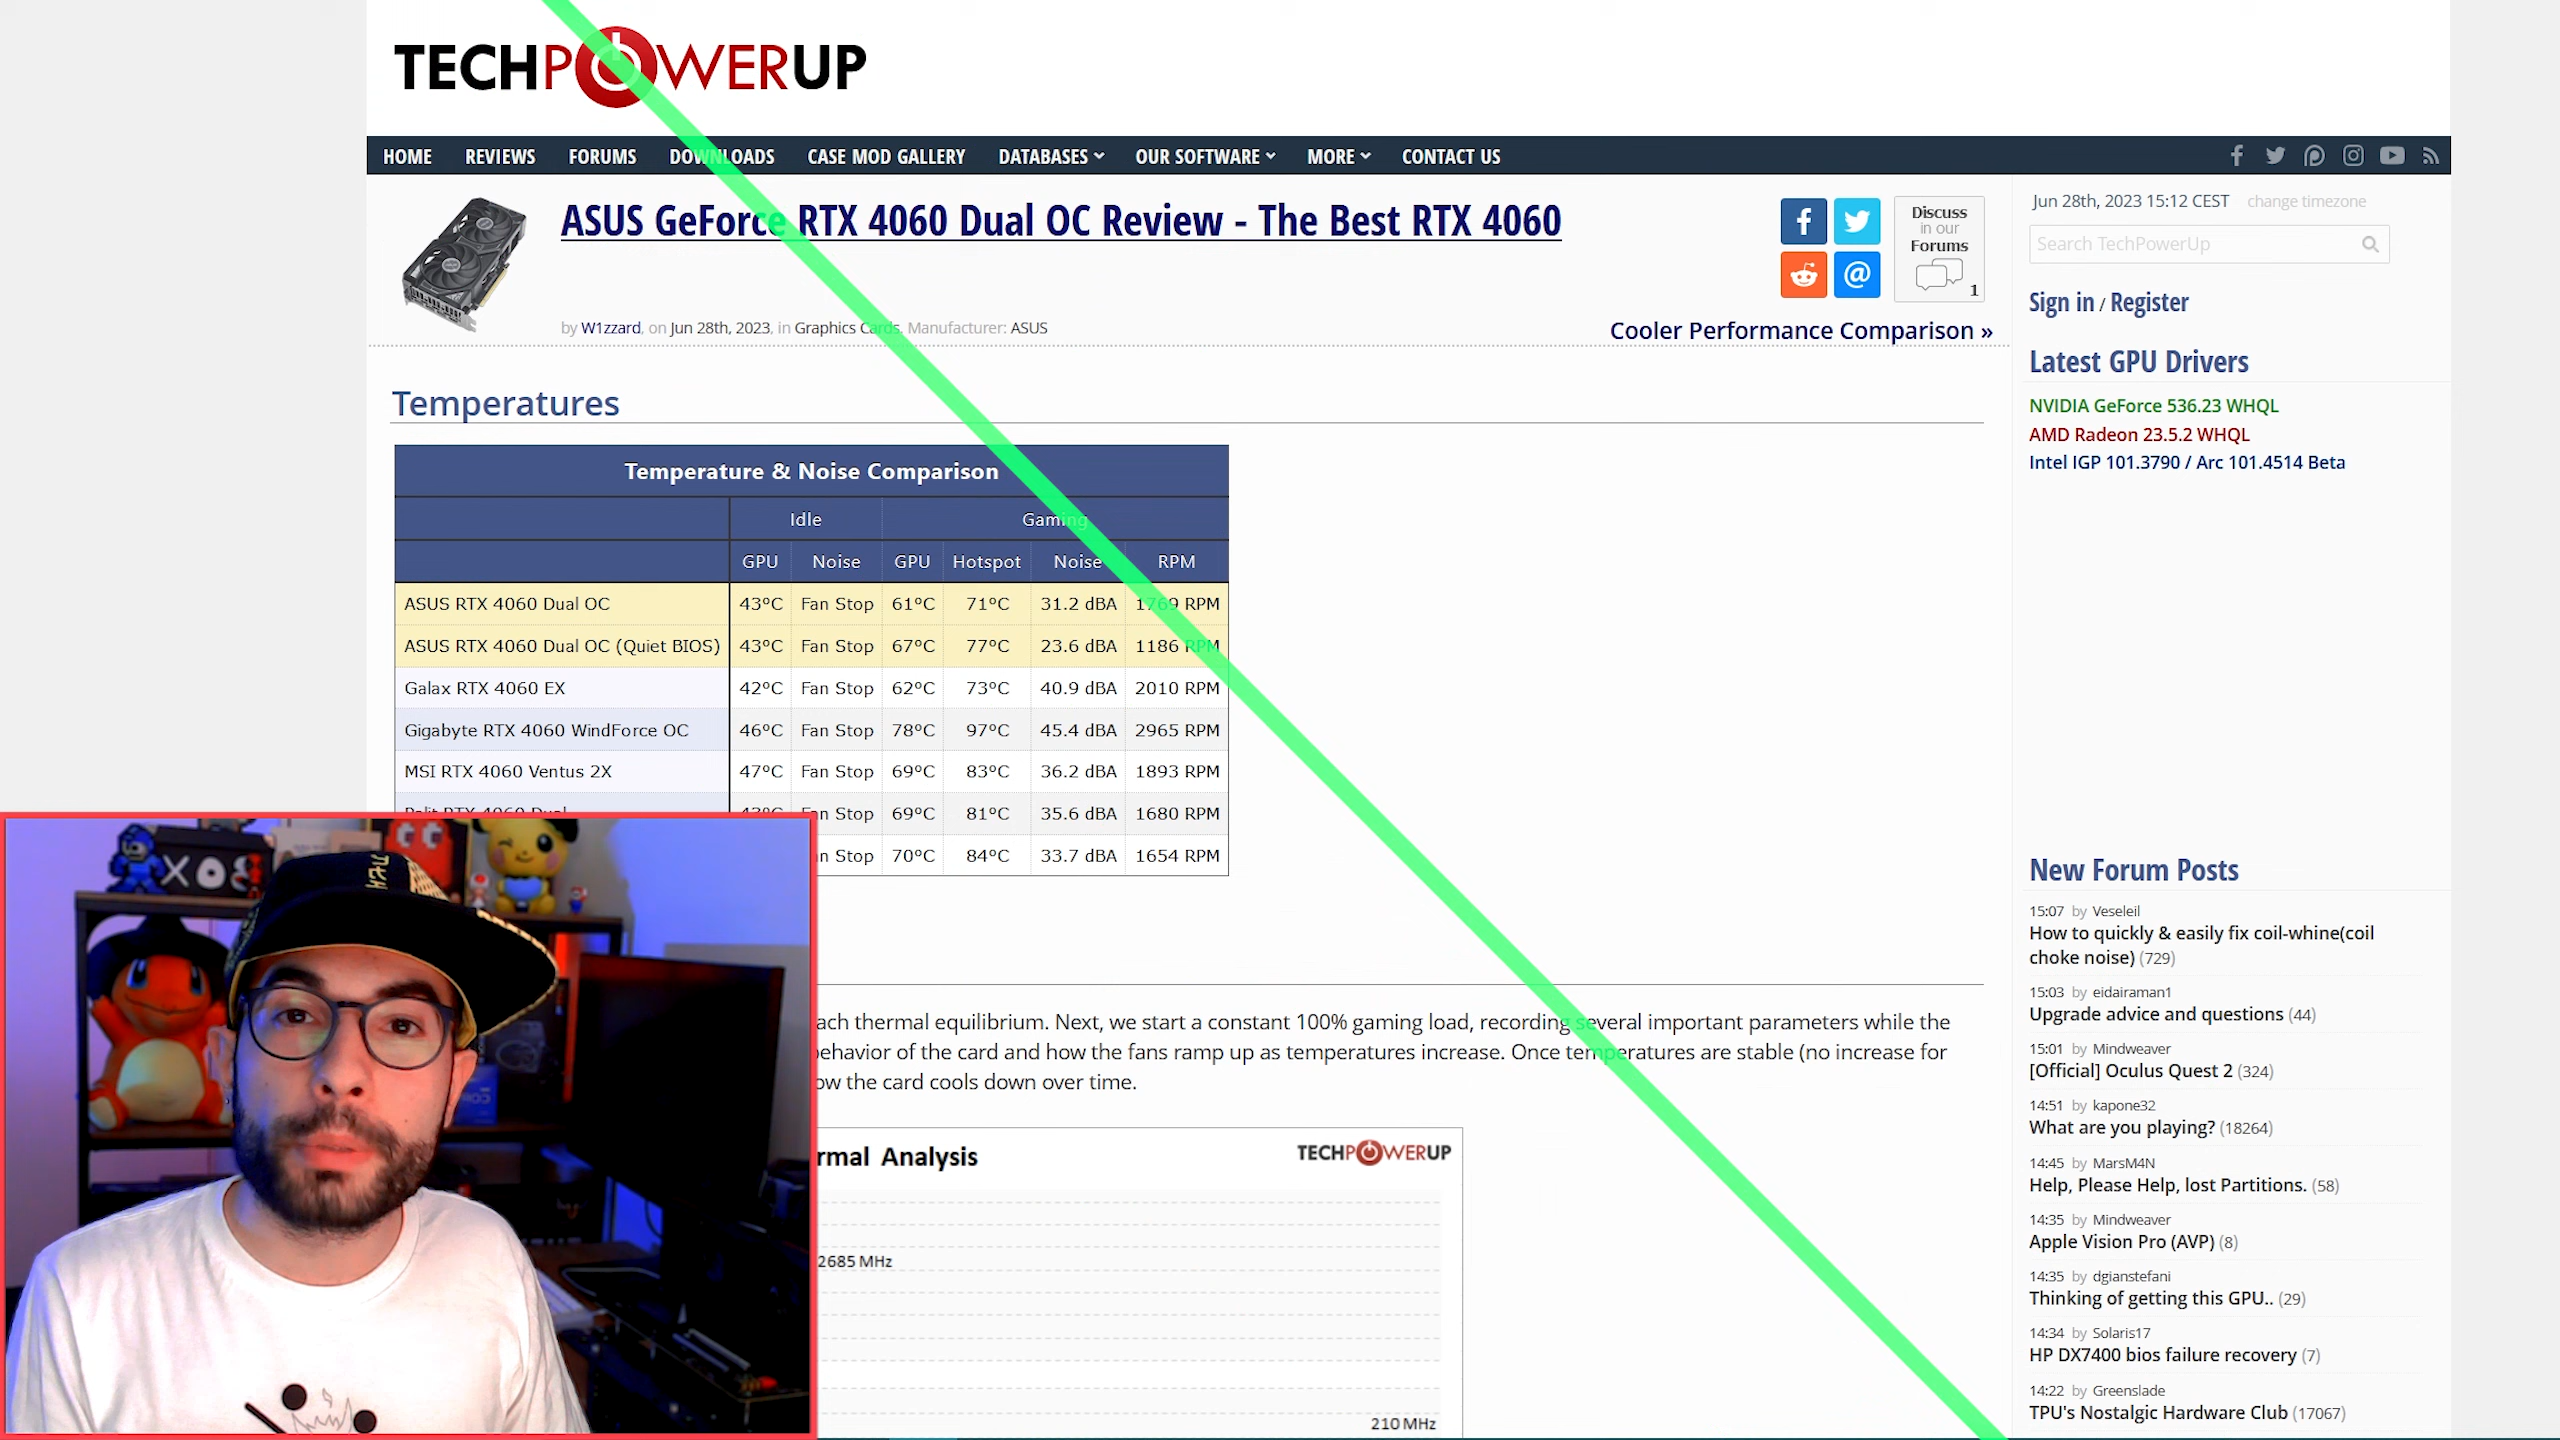 TECHPOWERUP
HOME REVIEWS FORUMS DOWNLOADS CASE MOD GALLERY DATABASES OUR SOFTWARE MORE CONTACT US
ASUS GeForce RTX 4060 Dual OC Review - The Best RTX 4060
by W1zzard, on Jun 28th, 2023, in Graphics Cards. Manufacturer: ASUS
Discuss
in our
Forums
1
Cooler Performance Comparison »
Temperatures
Temperature & Noise Comparison
Idle Gaming
GPU Noise GPU Hotspot Noise RPM
ASUS RTX 4060 Dual OC 43°C Fan Stop 61°C 71°C 31.2 dBA 1769 RPM
ASUS RTX 4060 Dual OC (Quiet BIOS) 43°C Fan Stop 67°C 77°C 23.6 dBA 1186 RPM
Galax RTX 4060 EX 42°C Fan Stop 62°C 73°C 40.9 dBA 2010 RPM
Gigabyte RTX 4060 WindForce OC 46°C Fan Stop 78°C 97°C 45.4 dBA 2965 RPM
MSI RTX 4060 Ventus 2X 47°C Fan Stop 69°C 83°C 36.2 dBA 1893 RPM
Palit RTX 4060 Dual 43°C Fan Stop 69°C 81°C 35.6 dBA 1680 RPM
Stop 70°C 84°C 33.7 dBA 1654 RPM
ach thermal equilibrium. Next, we start a constant 100% gaming load, recording several important parameters while the
behavior of the card and how the fans ramp up as temperatures increase. Once temperatures are stable (no increase for
ow the card cools down over time.
rmal Analysis
TECHPOWERUP
2685 MHz
210 MHz
Jun 28th, 2023 15:12 CEST change timezone
Search TechPowerUp
Sign in / Register
Latest GPU Drivers
NVIDIA GeForce 536.23 WHQL
AMD Radeon 23.5.2 WHQL
Intel IGP 101.3790 / Arc 101.4514 Beta
New Forum Posts
15:07 by Veseleil
How to quickly & easily fix coil-whine(coil
choke noise) (729)
15:03 by eidairaman1
Upgrade advice and questions (44)
15:01 by Mindweaver
[Official] Oculus Quest 2 (324)
14:51 by kapone32
What are you playing? (18264)
14:45 by MarsM4N
Help, Please Help, lost Partitions. (58)
14:35 by Mindweaver
Apple Vision Pro (AVP) (8)
14:35 by dgianstefani
Thinking of getting this GPU.. (29)
14:34 by Solaris17
HP DX7400 bios failure recovery (7)
14:22 by Greenslade
TPU's Nostalgic Hardware Club (17067)